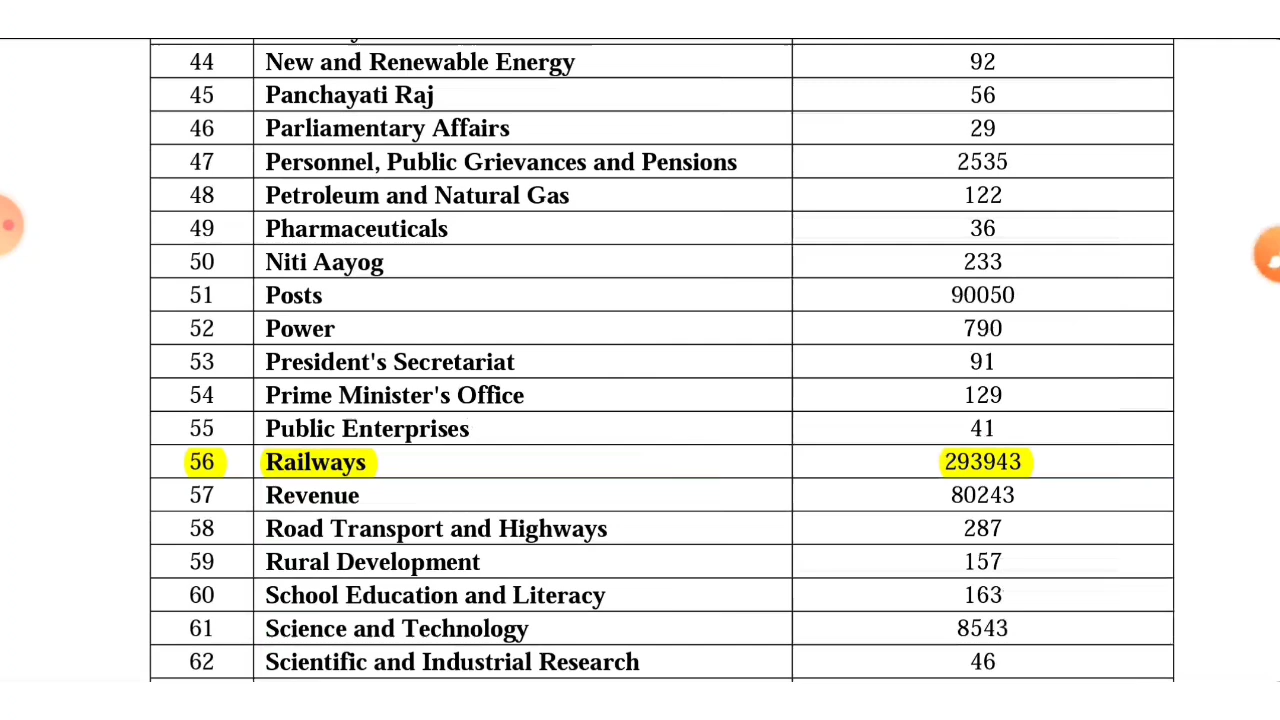 44 New and Renewable Energy 92
45 Panchayati Raj 56
46 Parliamentary Affairs 29
47 Personnel, Public Grievances and Pensions 2535
48 Petroleum and Natural Gas 122
49 Pharmaceuticals 36
50 Niti Aayog 233
51 Posts 90050
52 Power 790
53 President's Secretariat 91
54 Prime Minister's Office 129
55 Public Enterprises 41
56 Railways 293943
57 Revenue 80243
58 Road Transport and Highways 287
59 Rural Development 157
60 School Education and Literacy 163
61 Science and Technology 8543
62 Scientific and Industrial Research 46